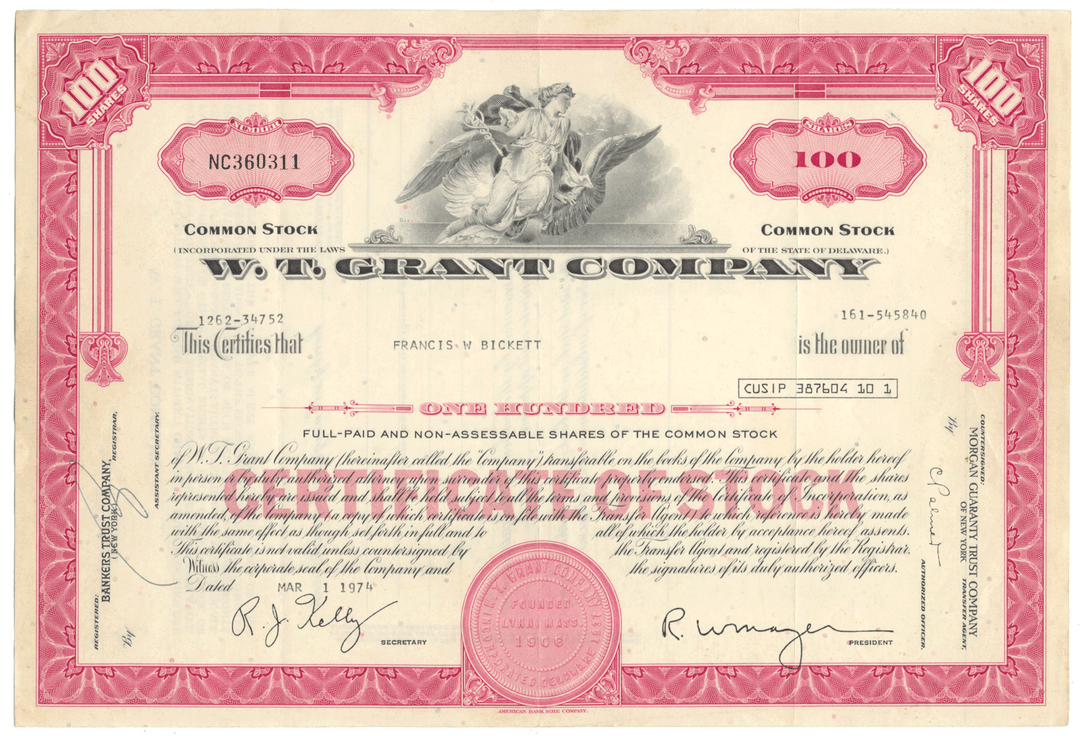 100
SHARES
100
SHARES
NUMBER
NC360311
SHARES
100
COMMON STOCK
COMMON STOCK
(INCORPORATED UNDER THE LAWS
OF THE STATE OF DELAWARE.)
W. T. GRANT COMPANY
1262-34752
161-545840
This Certifies that
FRANCIS W BICKETT
is the owner of
CUSIP 387604 10 1
ONE HUNDRED
FULL-PAID AND NON-ASSESSABLE SHARES OF THE COMMON STOCK
CERTIFICATE OF STOCK
of W. T. Grant Company (hereinafter called the "Company") transferable on the books of the Company by the holder hereof
in person or by duly authorized attorney upon surrender of this certificate properly endorsed. This certificate and the shares
represented hereby are issued and shall be held subject to all the terms and provisions of the Certificate of Incorporation, as
amended, of the Company (a copy of which certificate is on file with the Transfer Agent), to which reference is hereby made
with the same effect as though set forth in full and to all of which the holder by acceptance hereof assents.
This certificate is not valid unless countersigned by the Transfer Agent and registered by the Registrar.
Witness the corporate seal of the Company and the signatures of its duly authorized officers.
Dated MAR 1 1974
R. J. Kelly
SECRETARY
FOUNDED
LYNN MASS.
1906
R. W Mayer
PRESIDENT
REGISTERED:
BANKERS TRUST COMPANY,
(NEW YORK)
REGISTRAR,
By
ASSISTANT SECRETARY.
COUNTERSIGNED:
MORGAN GUARANTY TRUST COMPANY
OF NEW YORK
TRANSFER AGENT,
By
C Palmer
AUTHORIZED OFFICER.
AMERICAN BANK NOTE COMPANY.